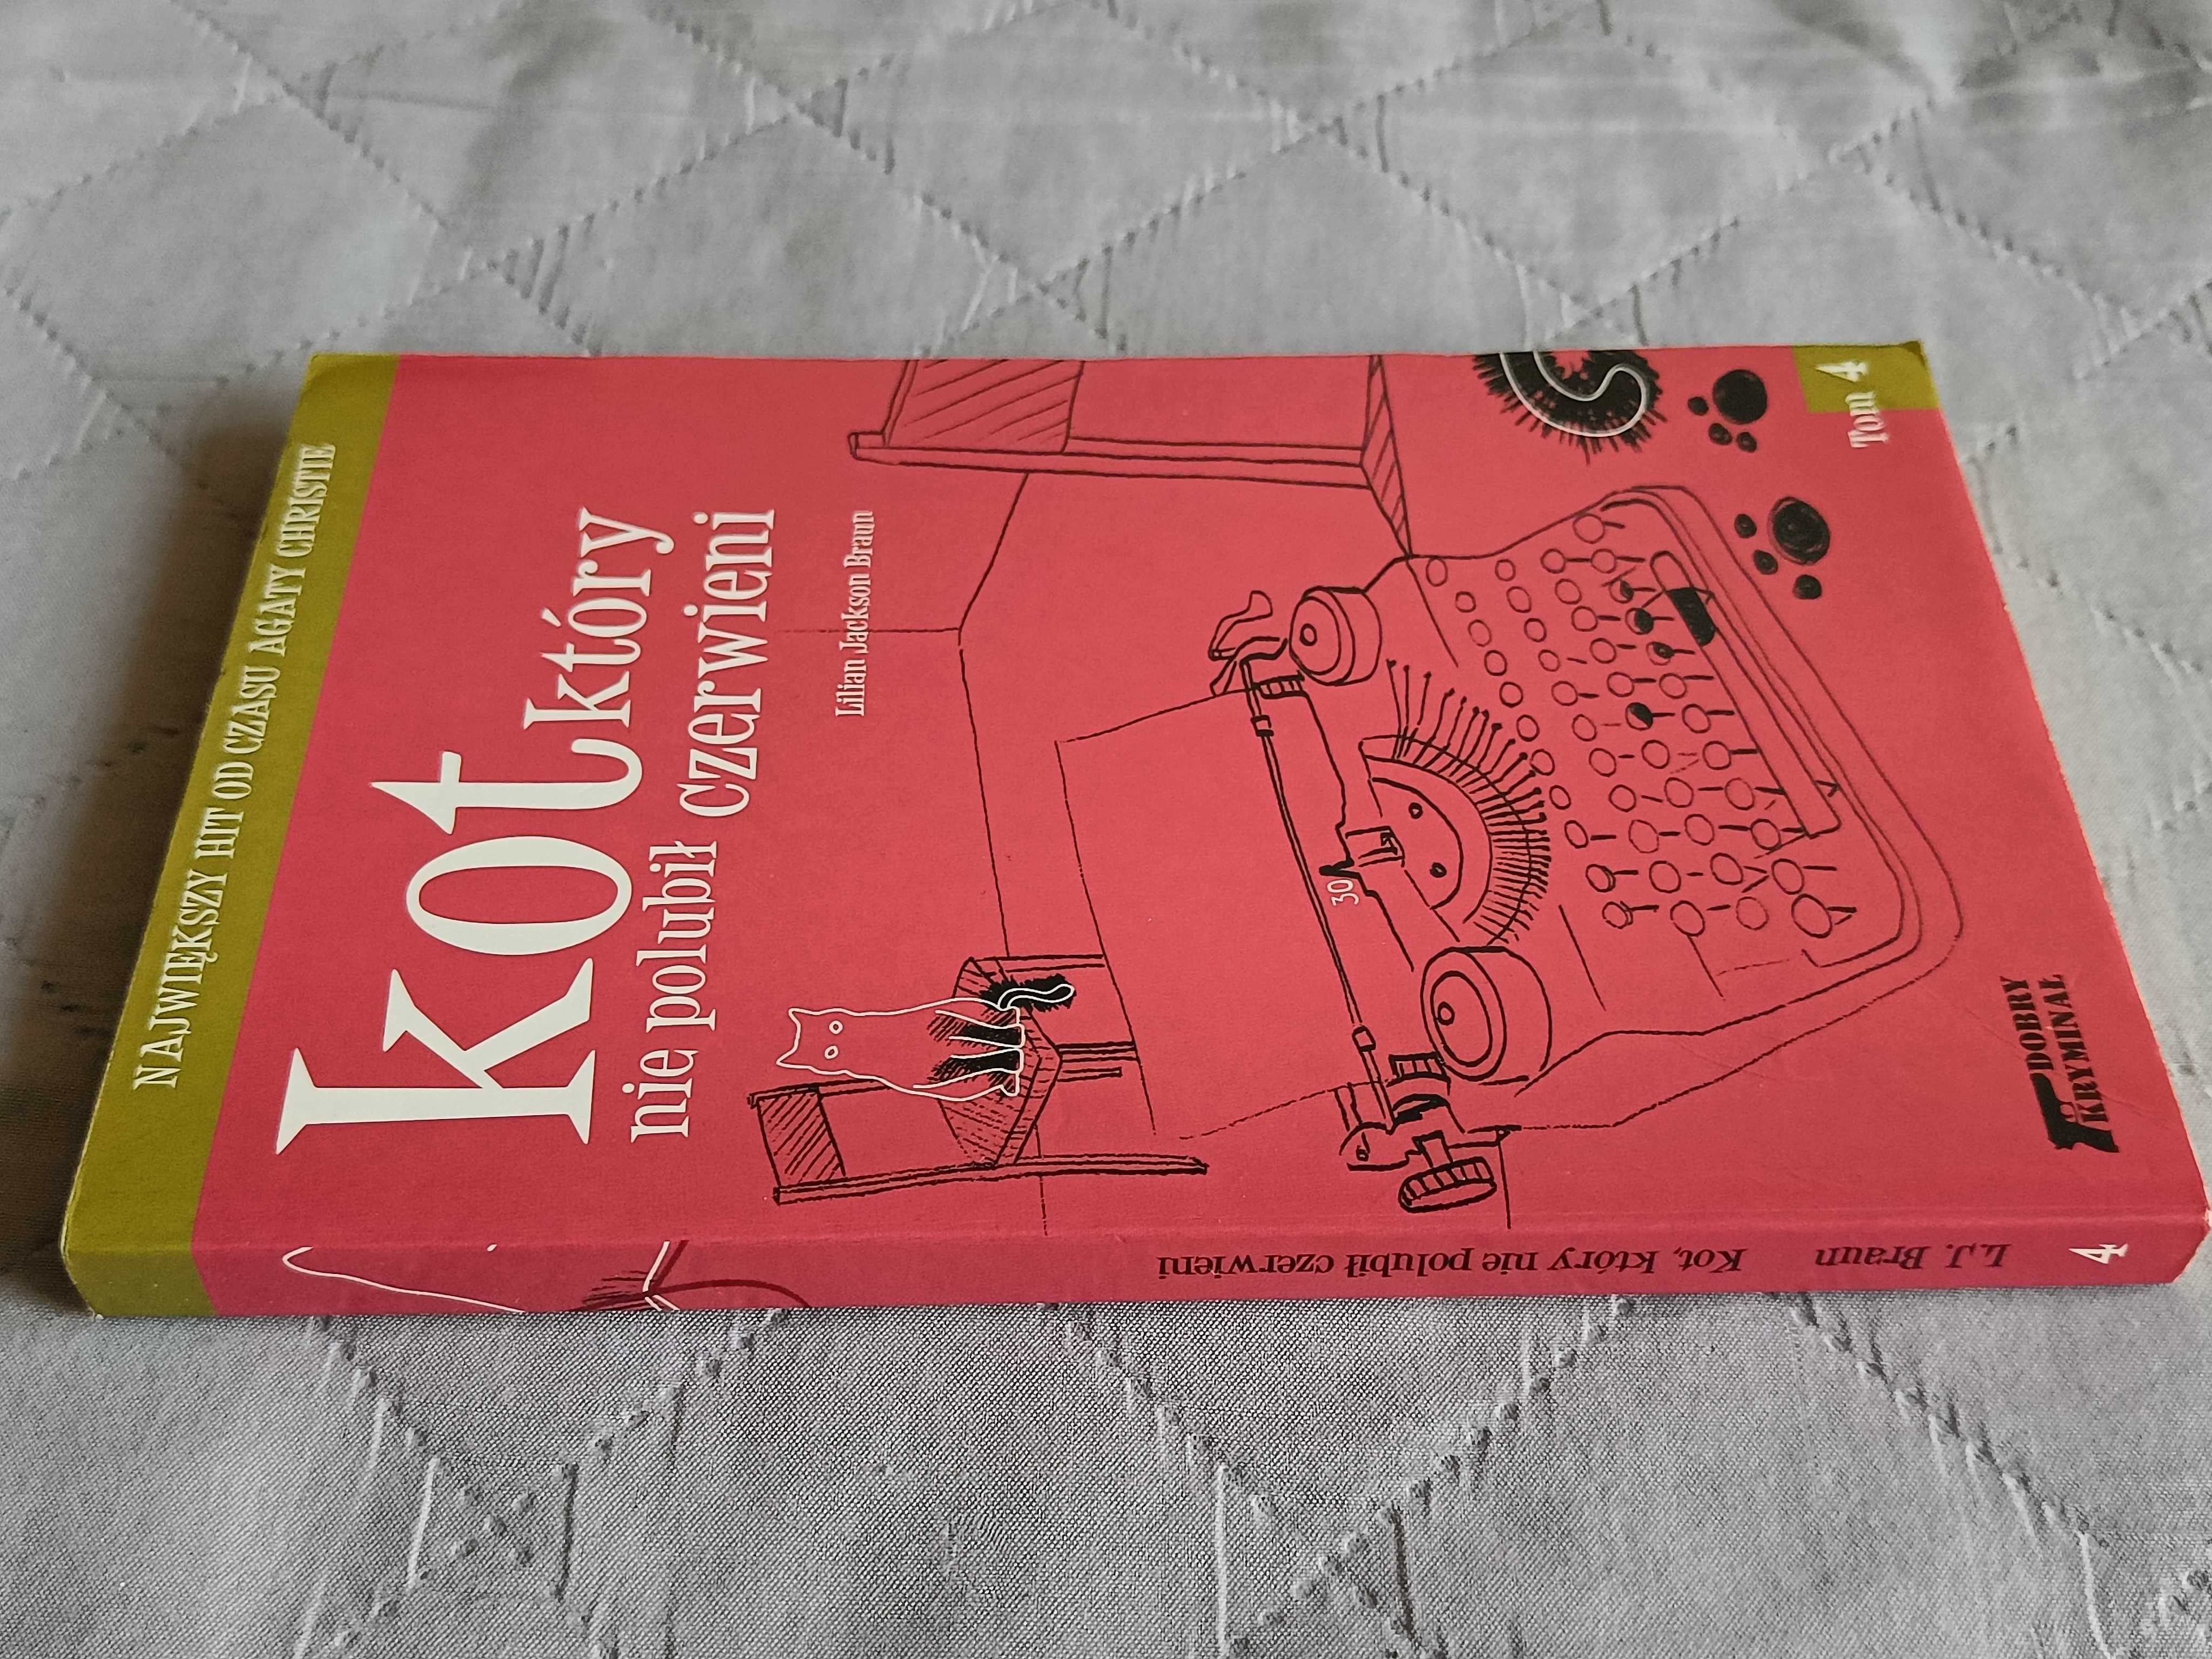 NAJWIĘKSZY HIT OD CZASU AGATY CHRISTIE
kot który
nie polubił czerwieni
Lilian Jackson Braun
30
Tom 4
DOBRY
KRYMINAŁ
4 L.J. Braun Kot, który nie polubił czerwieni